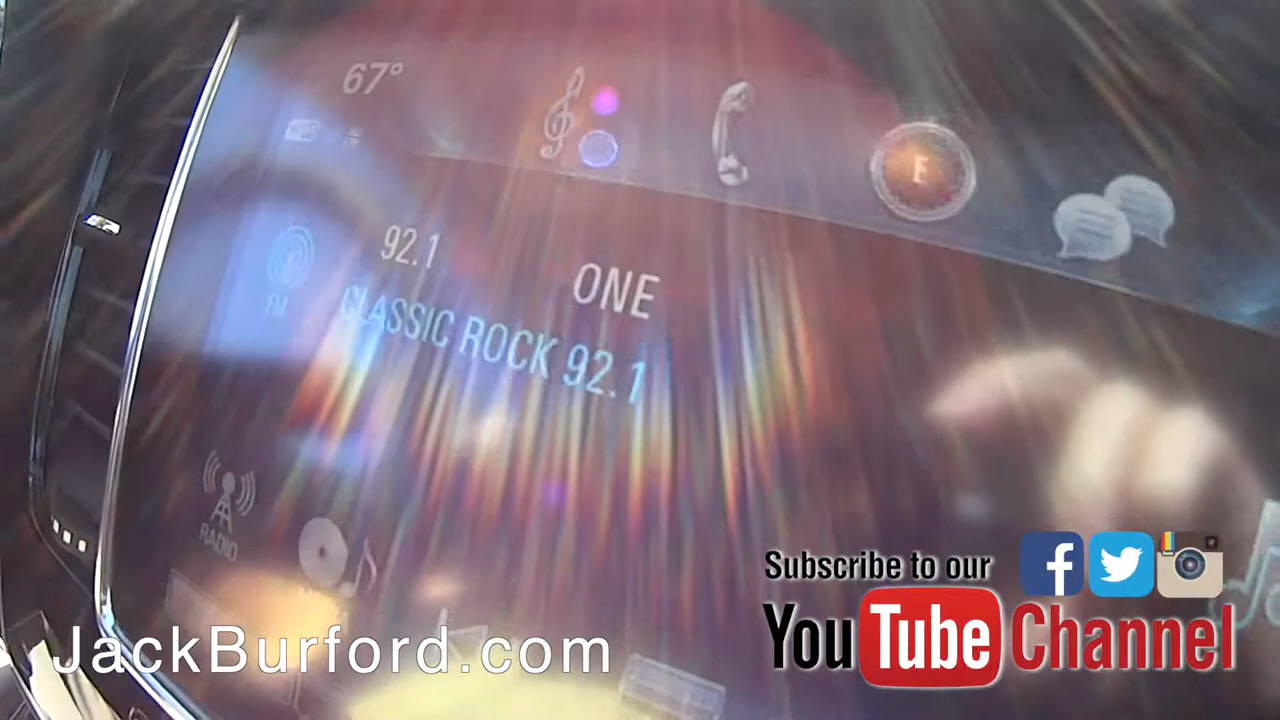 67°
E
92.1
ONE
FM
CLASSIC ROCK 92.1
RADIO
JackBurford.com
Subscribe to our
YouTube Channel